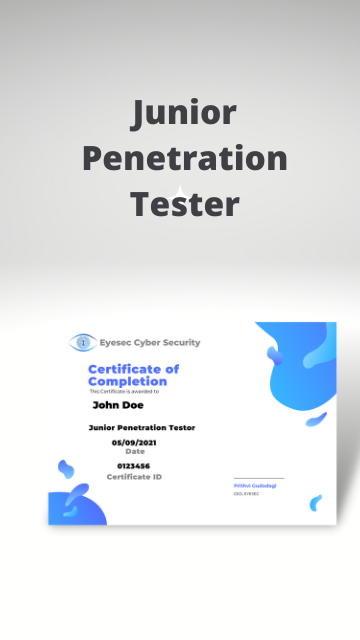 Junior
Penetration
Tester
Eyesec Cyber Security
Certificate of
Completion
This Certificate is awarded to
John Doe
Junior Penetration Testor
05/09/2021
Date
0123456
Certificate ID
Prithvi
CEO, EYESEC